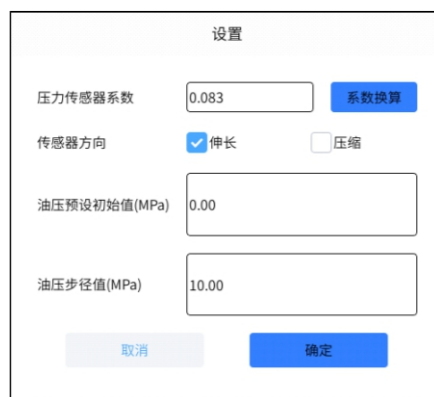 设置
压力传感器系数 0.083 系数换算
传感器方向 伸长 压缩
油压预设初始值(MPa) 0.00
油压步径值(MPa) 10.00
取消 确定